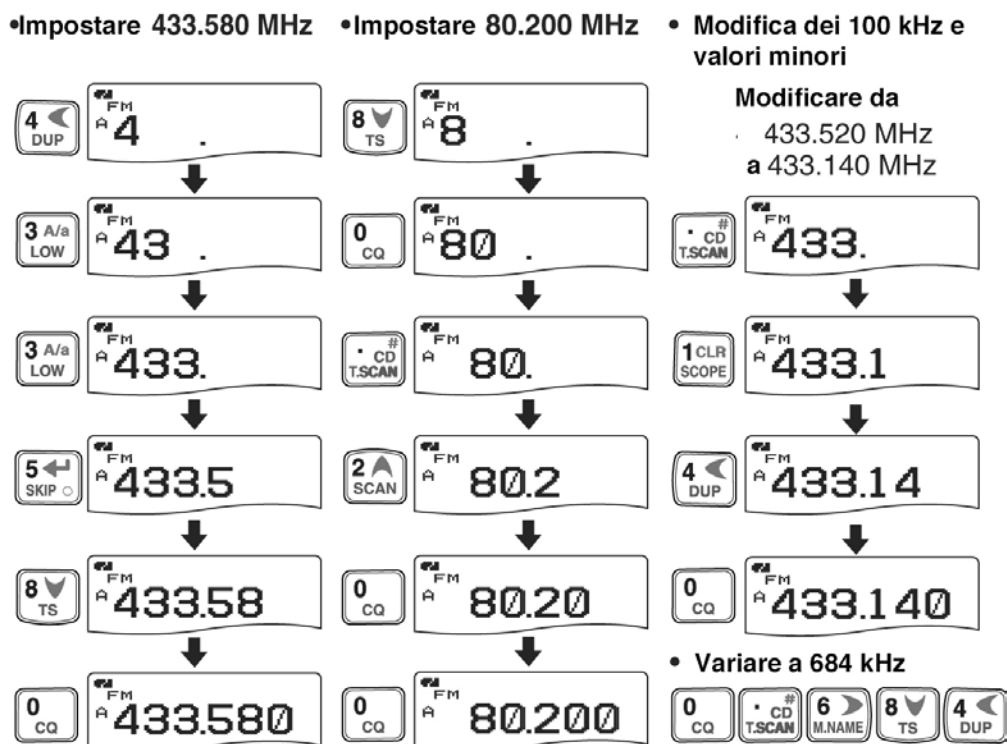 •Impostare 433.580 MHz
4 DUP
FM
A 4 .
3 A/a LOW
FM
A 43 .
3 A/a LOW
FM
A 433.
5 SKIP
FM
A 433.5
8 TS
FM
A 433.58
0 CQ
FM
A 433.580
•Impostare 80.200 MHz
8 TS
FM
A 8 .
0 CQ
FM
A 80 .
. # CD T.SCAN
FM
A 80.
2 SCAN
FM
A 80.2
0 CQ
FM
A 80.20
0 CQ
FM
A 80.200
• Modifica dei 100 kHz e
valori minori
Modificare da
433.520 MHz
a 433.140 MHz
. # CD T.SCAN
FM
A 433.
1 CLR SCOPE
FM
A 433.1
4 DUP
FM
A 433.14
0 CQ
FM
A 433.140
• Variare a 684 kHz
0 CQ . # CD T.SCAN 6 M.NAME 8 TS 4 DUP